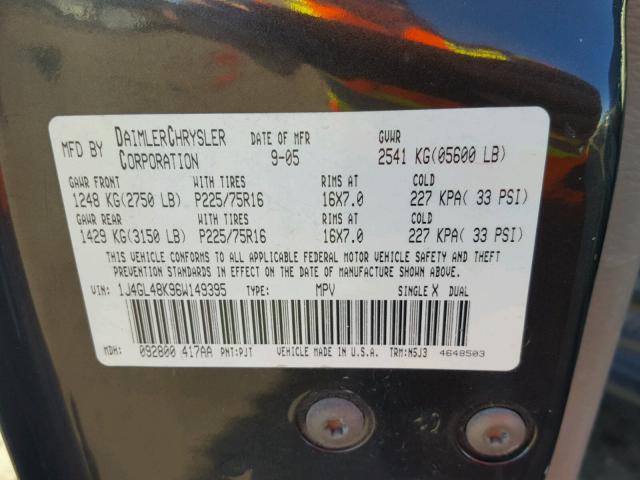 MFD BY DAIMLERCHRYSLER CORPORATION DATE OF MFR 9-05 GVWR 2541 KG(05600 LB)
GAWR FRONT WITH TIRES RIMS AT COLD
1248 KG(2750 LB) P225/75R16 16X7.0 227 KPA( 33 PSI)
GAWR REAR WITH TIRES RIMS AT COLD
1429 KG(3150 LB) P225/75R16 16X7.0 227 KPA( 33 PSI)
THIS VEHICLE CONFORMS TO ALL APPLICABLE FEDERAL MOTOR VEHICLE SAFETY AND THEFT
PREVENTION STANDARDS IN EFFECT ON THE DATE OF MANUFACTURE SHOWN ABOVE.
VIN: 1J4GL48K96W149395 TYPE: MPV SINGLE X DUAL
MDH: 092800 417AA PNT:PJT VEHICLE MADE IN U.S.A. TRM:N5J3 4648503